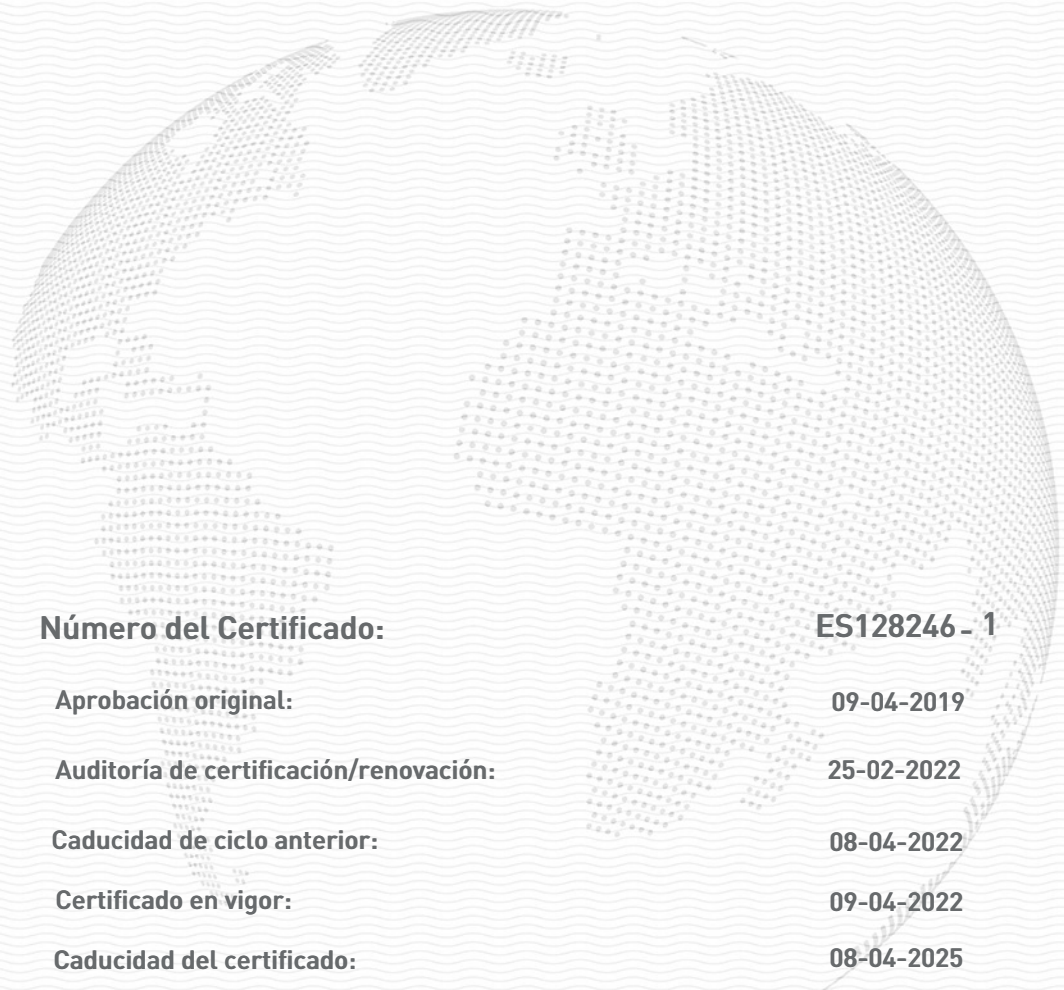 Número del Certificado: ES128246- 1
Aprobación original: 09-04-2019
Auditoría de certificación/renovación: 25-02-2022
Caducidad de ciclo anterior: 08-04-2022
Certificado en vigor: 09-04-2022
Caducidad del certificado: 08-04-2025